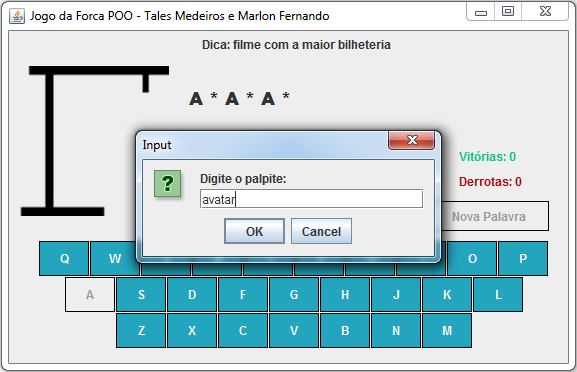 Jogo da Forca POO - Tales Medeiros e Marlon Fernando
Dica: filme com a maior bilheteria
A * A * A *
Input
Digite o palpite:
avatar
OK Cancel
Vitórias: 0
Derrotas: 0
Nova Palavra
Q W O P
A S D F G H J K L
Z X C V B N M